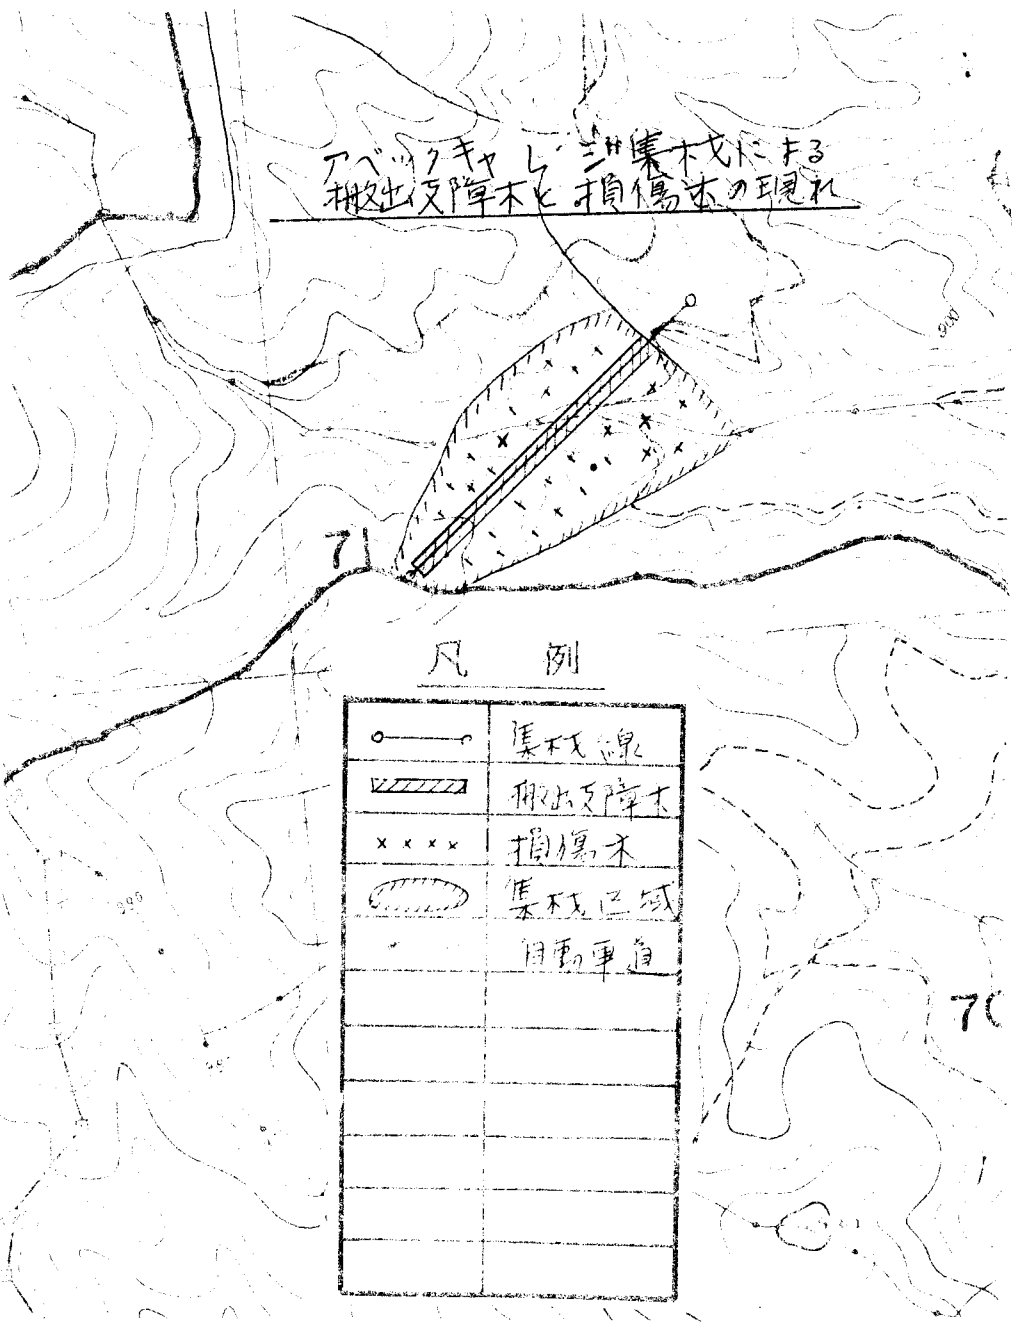 アベックキャレージ式集材による
搬出支障木と損傷木の現れ
900
71
凡 例
集材線
搬出支障木
損傷木
集材区域
自動車道